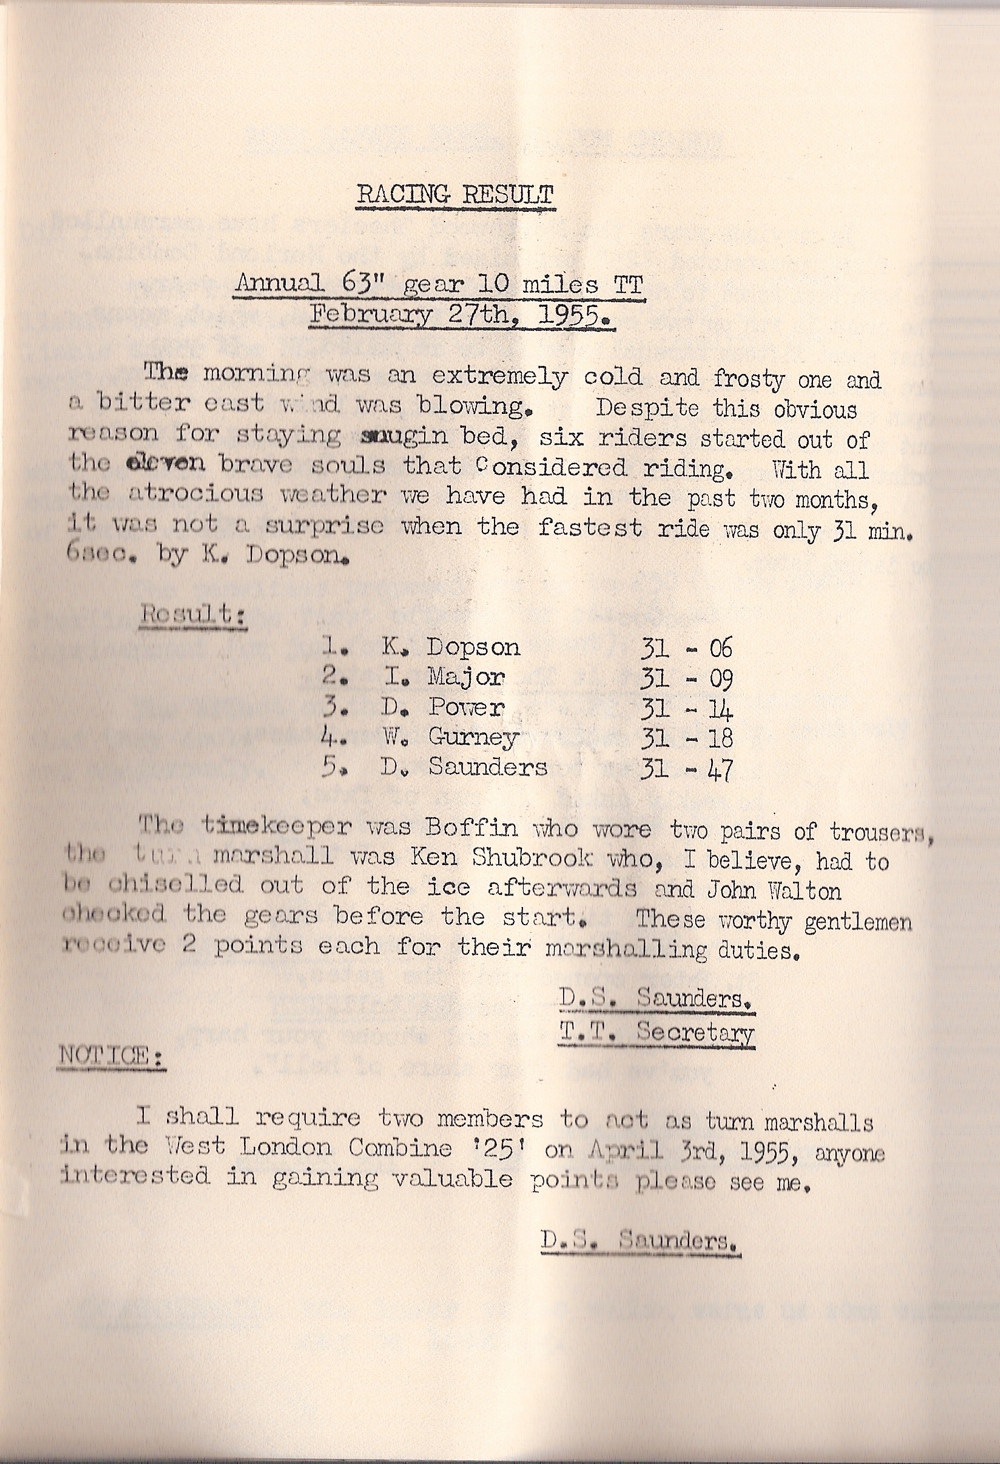 RACING RESULT
Annual 63" gear 10 miles TT
February 27th, 1955.
The morning was an extremely cold and frosty one and
a bitter east wind was blowing. Despite this obvious
reason for staying snugin bed, six riders started out of
the eleven brave souls that Considered riding. With all
the atrocious weather we have had in the past two months,
it was not a surprise when the fastest ride was only 31 min.
6sec. by K. Dopson.
Result:
1. K. Dopson 31 - 06
2. I. Major 31 - 09
3. D. Power 31 - 14
4. W. Gurney 31 - 18
5. D. Saunders 31 - 47
The timekeeper was Boffin who wore two pairs of trousers,
the turn marshall was Ken Shubrook who, I believe, had to
be chiselled out of the ice afterwards and John Walton
checked the gears before the start. These worthy gentlemen
receive 2 points each for their marshalling duties.
D.S. Saunders.
T.T. Secretary
NOTICE:
I shall require two members to act as turn marshalls
in the West London Combine '25' on April 3rd, 1955, anyone
interested in gaining valuable points please see me.
D.S. Saunders.